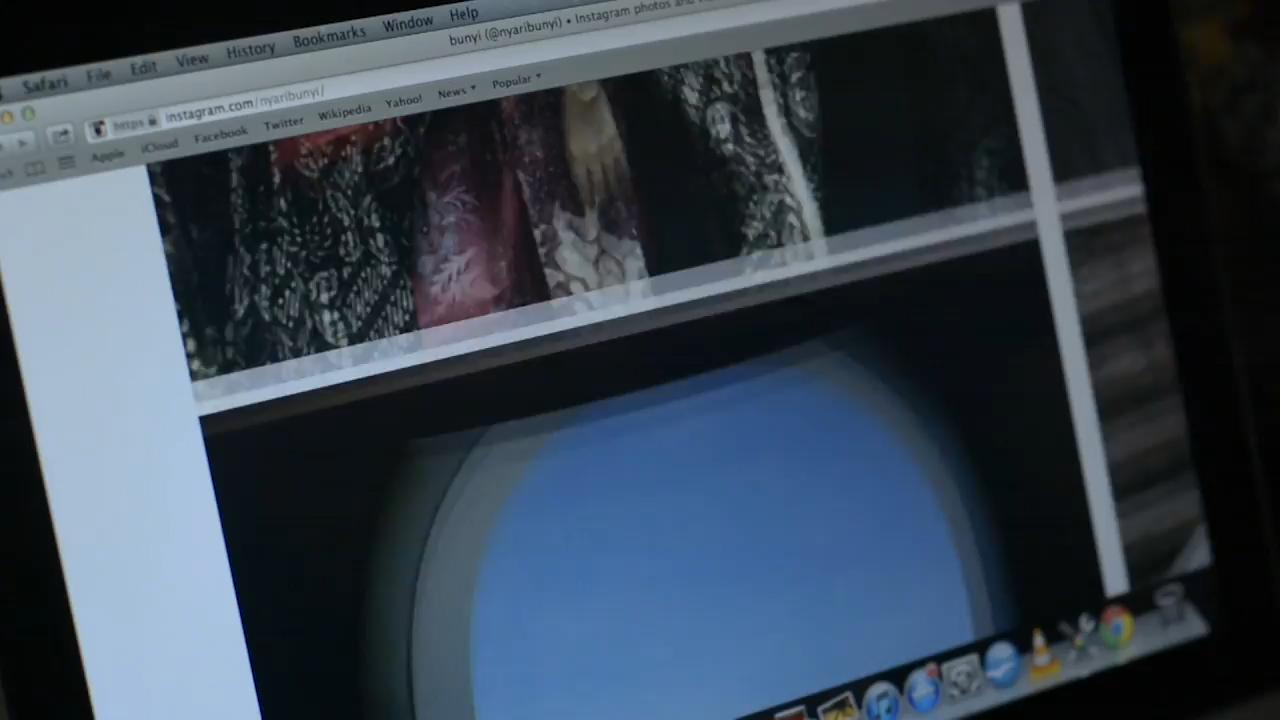 Safari File Edit View History Bookmarks Window Help
bunyi (@nyaribunyi) • Instagram photos and
https instagram.com/nyaribunyi/
Apple iCloud Facebook Twitter Wikipedia Yahoo! News Popular